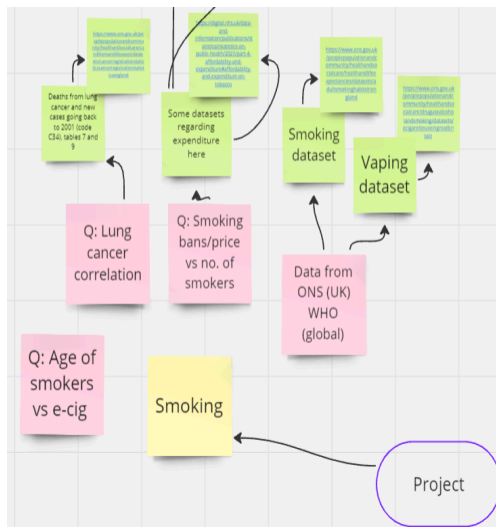 Deaths from lung
cancer and new
cases going back
to 2001 (code
C34), tables 7 and
9
Some datasets
regarding
expenditure
here
Smoking
dataset
Vaping
dataset
Q: Lung
cancer
correlation
Q: Smoking
bans/price
vs no. of
smokers
Data from
ONS (UK)
WHO
(global)
Q: Age of
smokers
vs e-cig
Smoking
Project